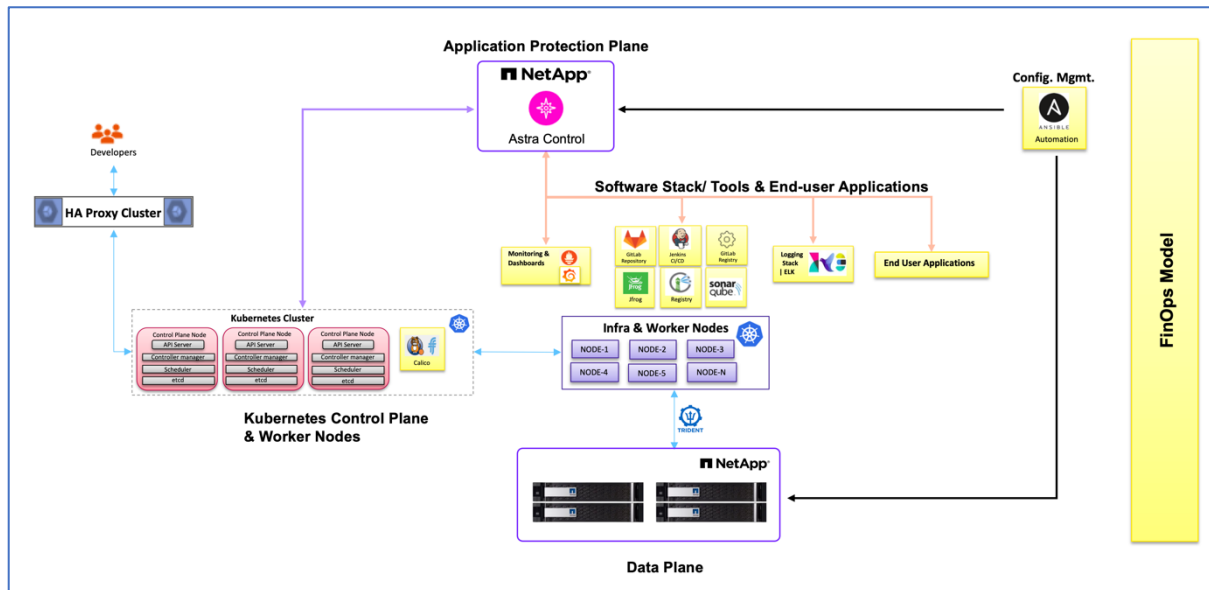 Application Protection Plane
NetApp®
Astra Control
Config. Mgmt.
ANSIBLE
Automation
Developers
HA Proxy Cluster
Software Stack/ Tools & End-user Applications
Monitoring &
Dashboards
GitLab
Repository
Jenkins
CI/CD
GitLab
Registry
Jfrog
Jfrog
Registry
sonar
qube
Logging
Stack
| ELK
End User Applications
FinOps Model
Kubernetes Cluster
Control Plane Node
API Server
Controller manager
Scheduler
etcd
Control Plane Node
API Server
Controller manager
Scheduler
etcd
Control Plane Node
API Server
Controller manager
Scheduler
etcd
Calico
Infra & Worker Nodes
NODE-1
NODE-2
NODE-3
NODE-4
NODE-5
NODE-N
Kubernetes Control Plane
& Worker Nodes
TRIDENT
NetApp®
Data Plane